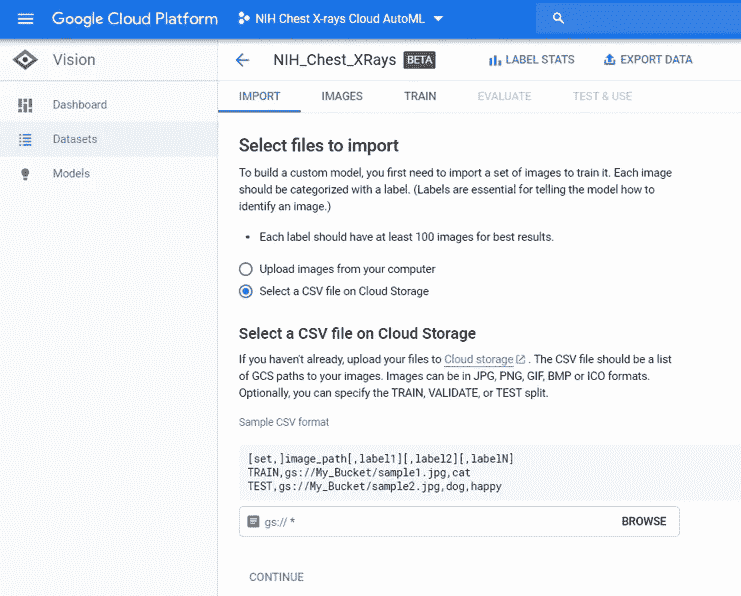 Google Cloud Platform
NIH Chest X-rays Cloud AutoML
Vision
NIH_Chest_XRays BETA
LABEL STATS
EXPORT DATA
Dashboard
Datasets
Models
IMPORT
IMAGES
TRAIN
EVALUATE
TEST & USE
Select files to import
To build a custom model, you first need to import a set of images to train it. Each image
should be categorized with a label. (Labels are essential for telling the model how to
identify an image.)
• Each label should have at least 100 images for best results.
Upload images from your computer
Select a CSV file on Cloud Storage
Select a CSV file on Cloud Storage
If you haven't already, upload your files to Cloud storage . The CSV file should be a list
of GCS paths to your images. Images can be in JPG, PNG, GIF, BMP or ICO formats.
Optionally, you can specify the TRAIN, VALIDATE, or TEST split.
Sample CSV format
[set,]image_path[,label1][,label2][,labelN]
TRAIN,gs://My_Bucket/sample1.jpg,cat
TEST,gs://My_Bucket/sample2.jpg,dog,happy
gs:// *
BROWSE
CONTINUE